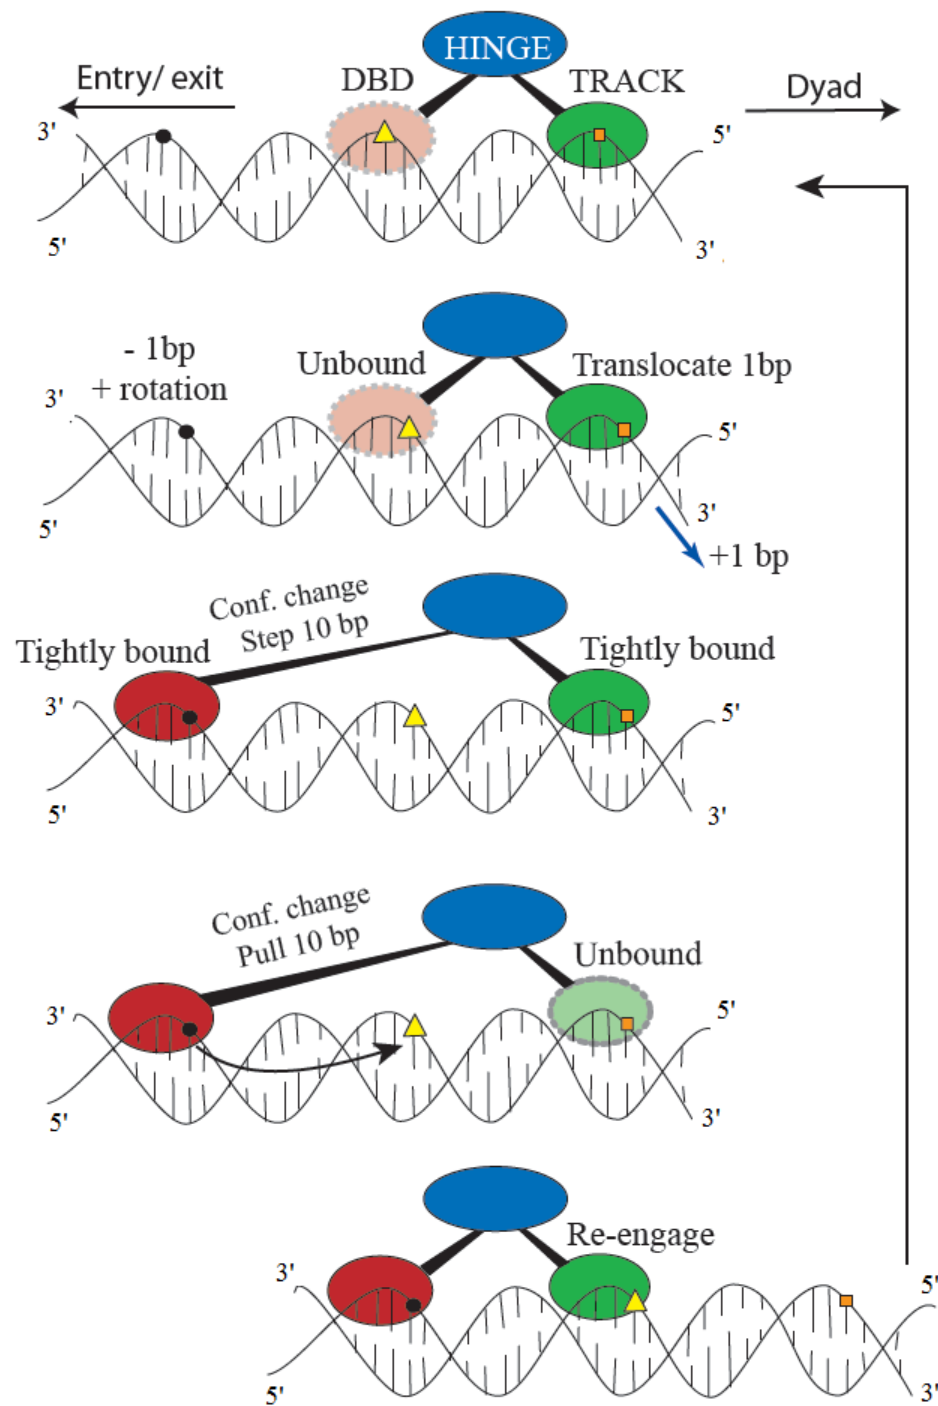 HINGE
Entry/ exit
DBD
TRACK
Dyad
3'
5'
5'
3'
- 1bp
+ rotation
Unbound
Translocate 1bp
3'
5'
5'
3'
+1 bp
Conf. change
Step 10 bp
Tightly bound
Tightly bound
3'
5'
5'
3'
Conf. change
Pull 10 bp
Unbound
3'
5'
5'
3'
Re-engage
3'
5'
5'
3'